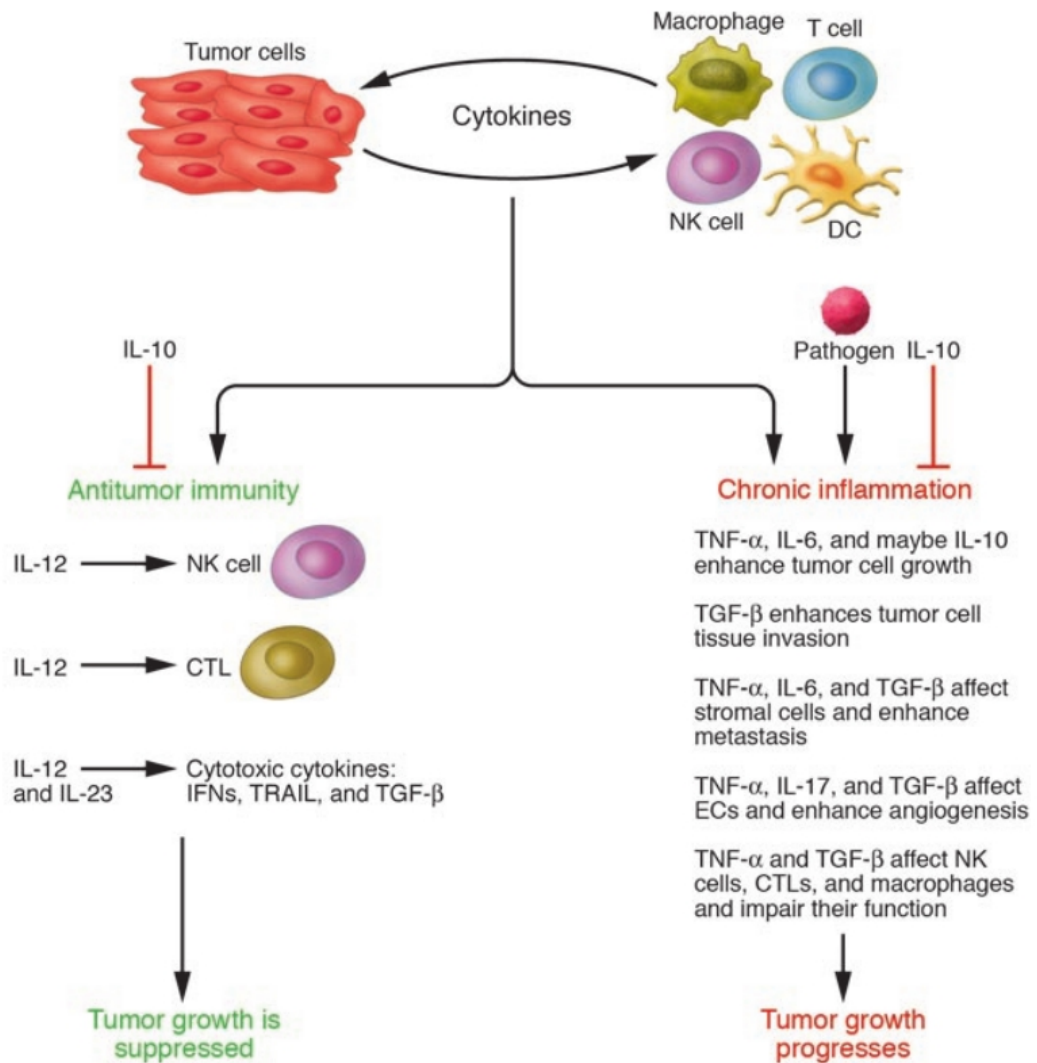 Tumor cells
Macrophage
T cell
Cytokines
NK cell
DC
IL-10
Pathogen
IL-10
Antitumor immunity
IL-12
NK cell
IL-12
CTL
IL-12
and IL-23
Cytotoxic cytokines:
IFNs, TRAIL, and TGF-β
Tumor growth is
suppressed
Chronic inflammation
TNF-α, IL-6, and maybe IL-10
enhance tumor cell growth
TGF-β enhances tumor cell
tissue invasion
TNF-α, IL-6, and TGF-β affect
stromal cells and enhance
metastasis
TNF-α, IL-17, and TGF-β affect
ECs and enhance angiogenesis
TNF-α and TGF-β affect NK
cells, CTLs, and macrophages
and impair their function
Tumor growth
progresses